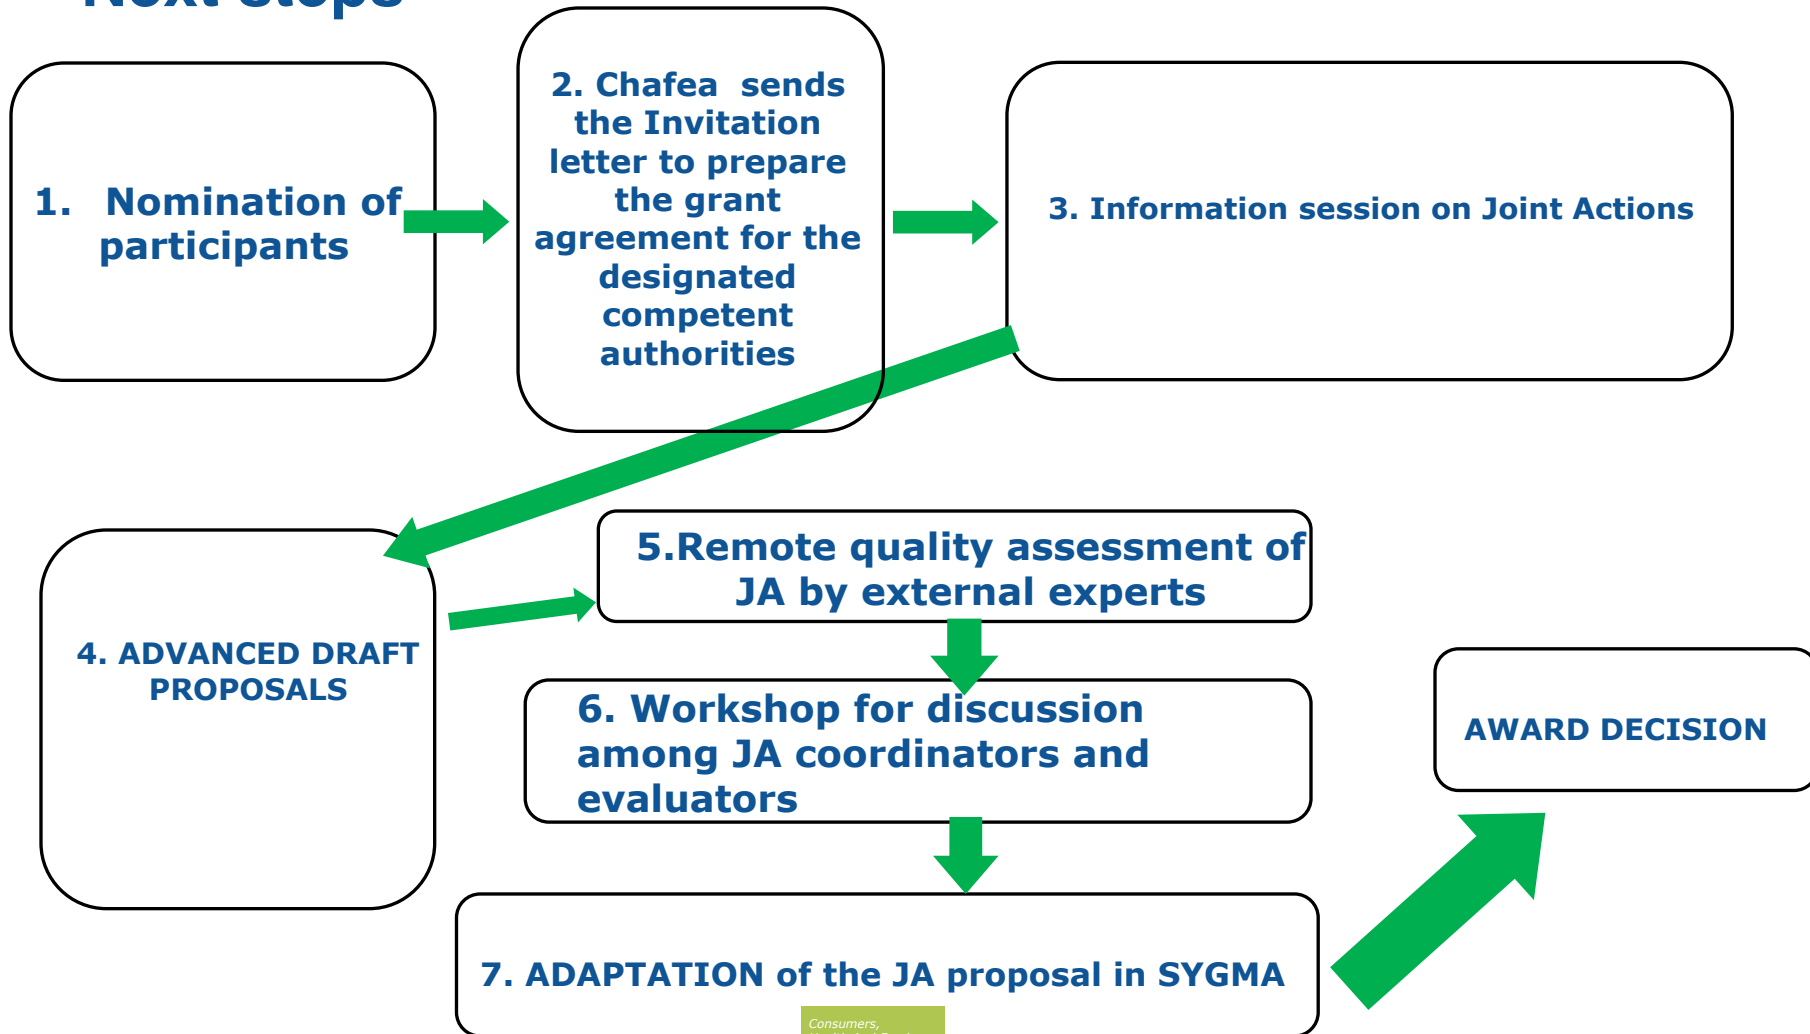 Next steps
1. Nomination of
participants
2. Chafea sends
the Invitation
letter to prepare
the grant
agreement for the
designated
competent
authorities
3. Information session on Joint Actions
4. ADVANCED DRAFT
PROPOSALS
5.Remote quality assessment of
JA by external experts
6. Workshop for discussion
among JA coordinators and
evaluators
7. ADAPTATION of the JA proposal in SYGMA
AWARD DECISION
Consumers,